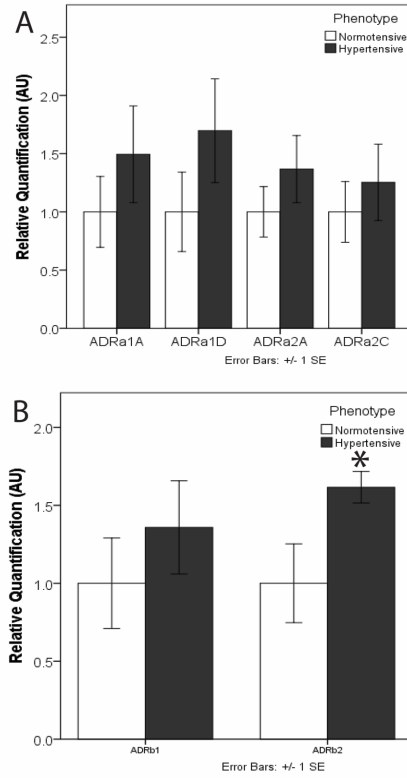 A
Phenotype
Normotensive
Hypertensive
Relative Quantification (AU)
2.5
2.0
1.5
1.0
0.5
0.0
ADRa1A ADRa1D ADRa2A ADRa2C
Error Bars: +/- 1 SE
B
Phenotype
Normotensive
Hypertensive
*
Relative Quantification (AU)
2.0
1.5
1.0
0.5
0.0
ADRb1 ADRb2
Error Bars: +/- 1 SE